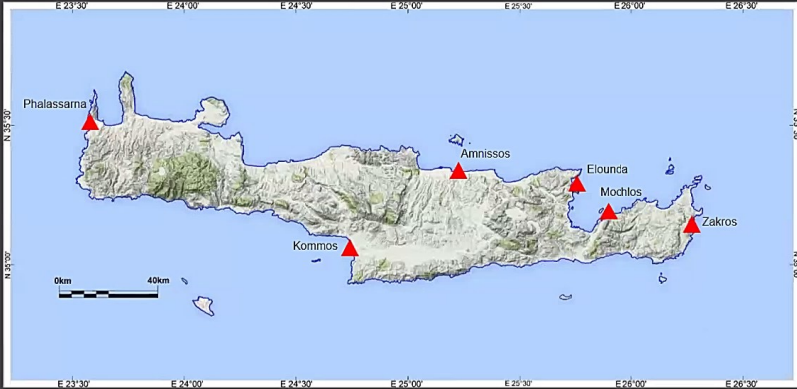 E 23°30'
E 24°00'
E 24°30'
E 25°00'
E 25°30'
E 26°00'
E 26°30'
N 35°30'
Phalassarna
Amnissos
Elounda
Mochlos
Zakros
Kommos
N 35°00'
0km 40km
E 23°30'
E 24°00'
E 24°30'
E 25°00'
E 25°30'
E 26°00'
E 26°30'